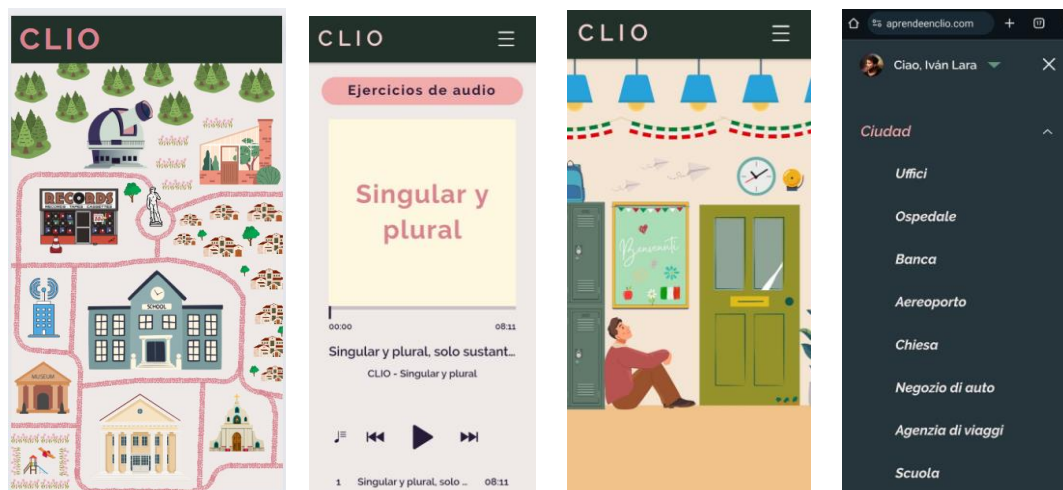 CLIO
RECORDS
SCHOOL
MUSEUM
CLIO
Ejercicios de audio
Singular y
plural
00:00 08:11
Singular y plural, solo sustant...
CLIO - Singular y plural
1 Singular y plural, solo ... 08:11
CLIO
Benvenuti
aprendeenclio.com
17
Ciao, Iván Lara
Ciudad
Uffici
Ospedale
Banca
Aereoporto
Chiesa
Negozio di auto
Agenzia di viaggi
Scuola